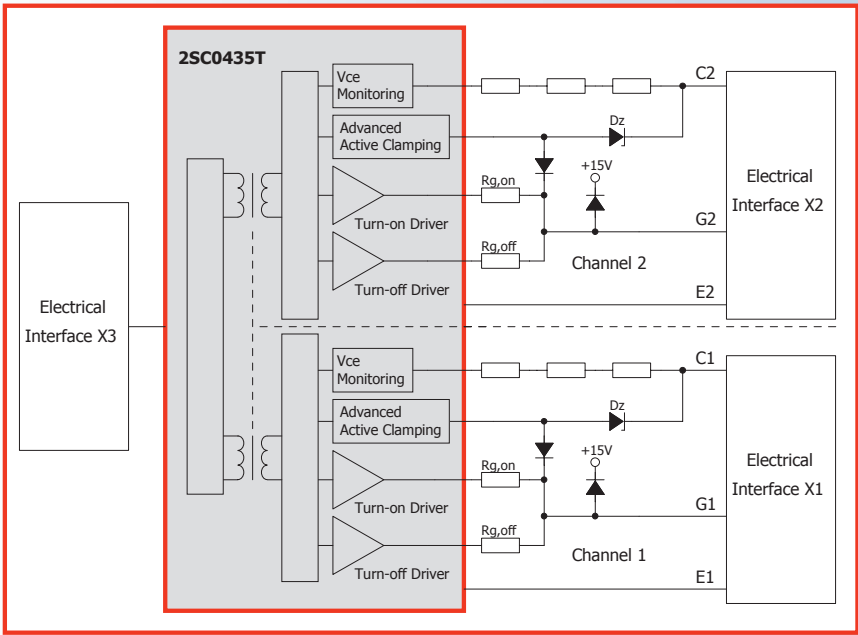 2SC0435T
Vce
Monitoring
C2
Advanced
Active Clamping
Dz
+15V
Rg,on
Turn-on Driver
Electrical
Interface X2
G2
Rg,off
Channel 2
Turn-off Driver
E2
Electrical
Interface X3
Vce
Monitoring
C1
Advanced
Active Clamping
Dz
+15V
Rg,on
Turn-on Driver
Electrical
Interface X1
G1
Rg,off
Channel 1
Turn-off Driver
E1